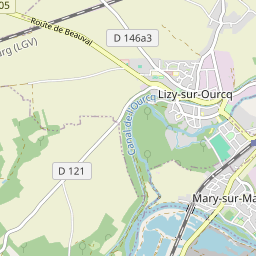 05
Route de Beauval
D 146a3
urg (LGV)
Lizy-sur-Ourcq
Canal de l'Ourcq
D 121
Mary-sur-Ma